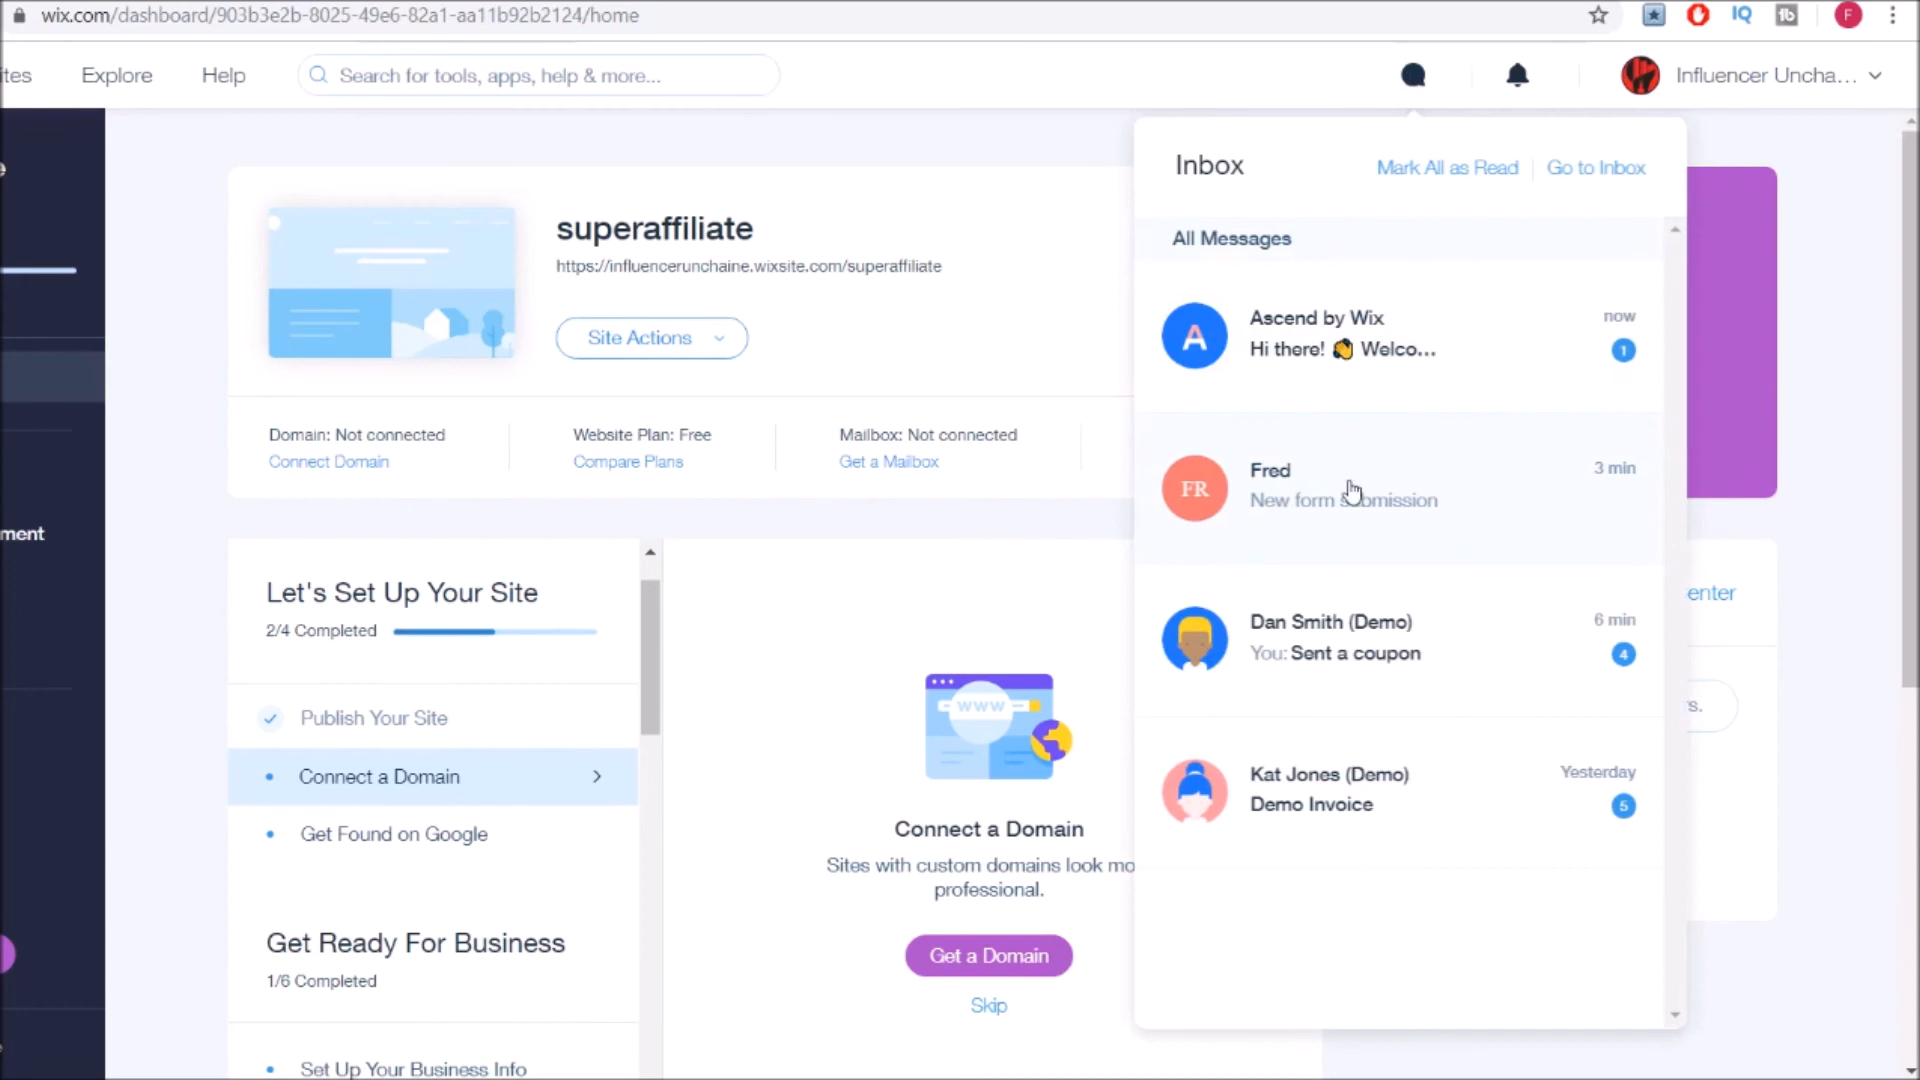 wix.com/dashboard/903b3e2b-8025-49e6-82a1-aa11b92b2124/home
IQ
tb
F
ites
Explore
Help
Search for tools, apps, help & more...
Influencer Uncha...
e
superaffiliate
https://influencerunchaine.wixsite.com/superaffiliate
Site Actions
Domain: Not connected
Connect Domain
Website Plan: Free
Compare Plans
Mailbox: Not connected
Get a Mailbox
ment
Let's Set Up Your Site
2/4 Completed
Publish Your Site
Connect a Domain
Get Found on Google
Get Ready For Business
1/6 Completed
Set Up Your Business Info
www
Connect a Domain
Sites with custom domains look mo
professional.
Get a Domain
Skip
Inbox
Mark All as Read
Go to Inbox
All Messages
A
Ascend by Wix
now
Hi there! 👋 Welco...
1
FR
Fred
3 min
New form submission
Dan Smith (Demo)
6 min
You: Sent a coupon
4
Kat Jones (Demo)
Yesterday
Demo Invoice
5
enter
s.